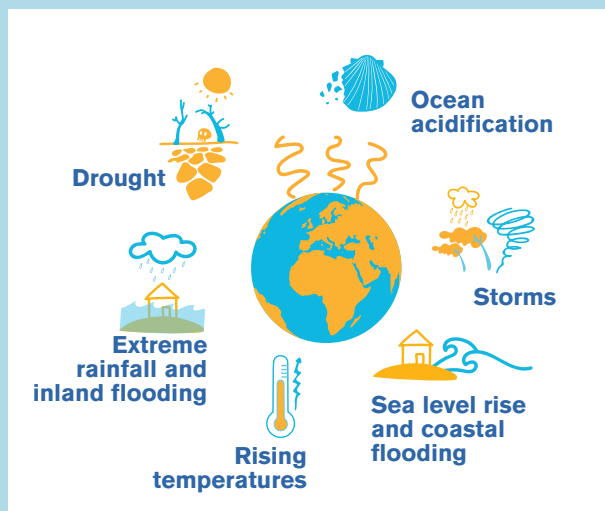 Ocean
acidification
Drought
Storms
Extreme
rainfall and
inland flooding
Sea level rise
and coastal
flooding
Rising
temperatures